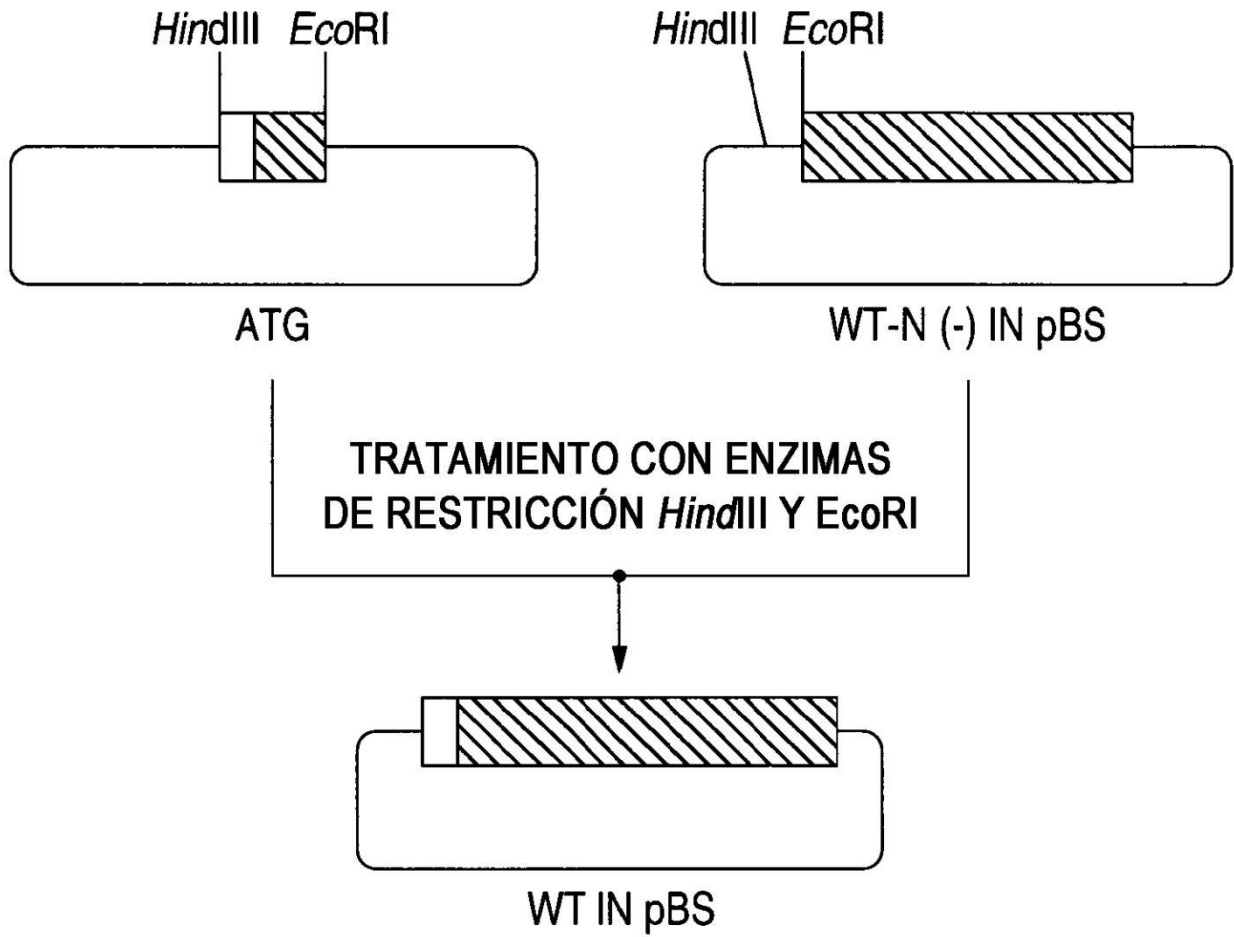 HindIII EcoRI
HindIII EcoRI
ATG
WT-N (-) IN pBS
TRATAMIENTO CON ENZIMAS
DE RESTRICCIÓN HindIII Y EcoRI
WT IN pBS